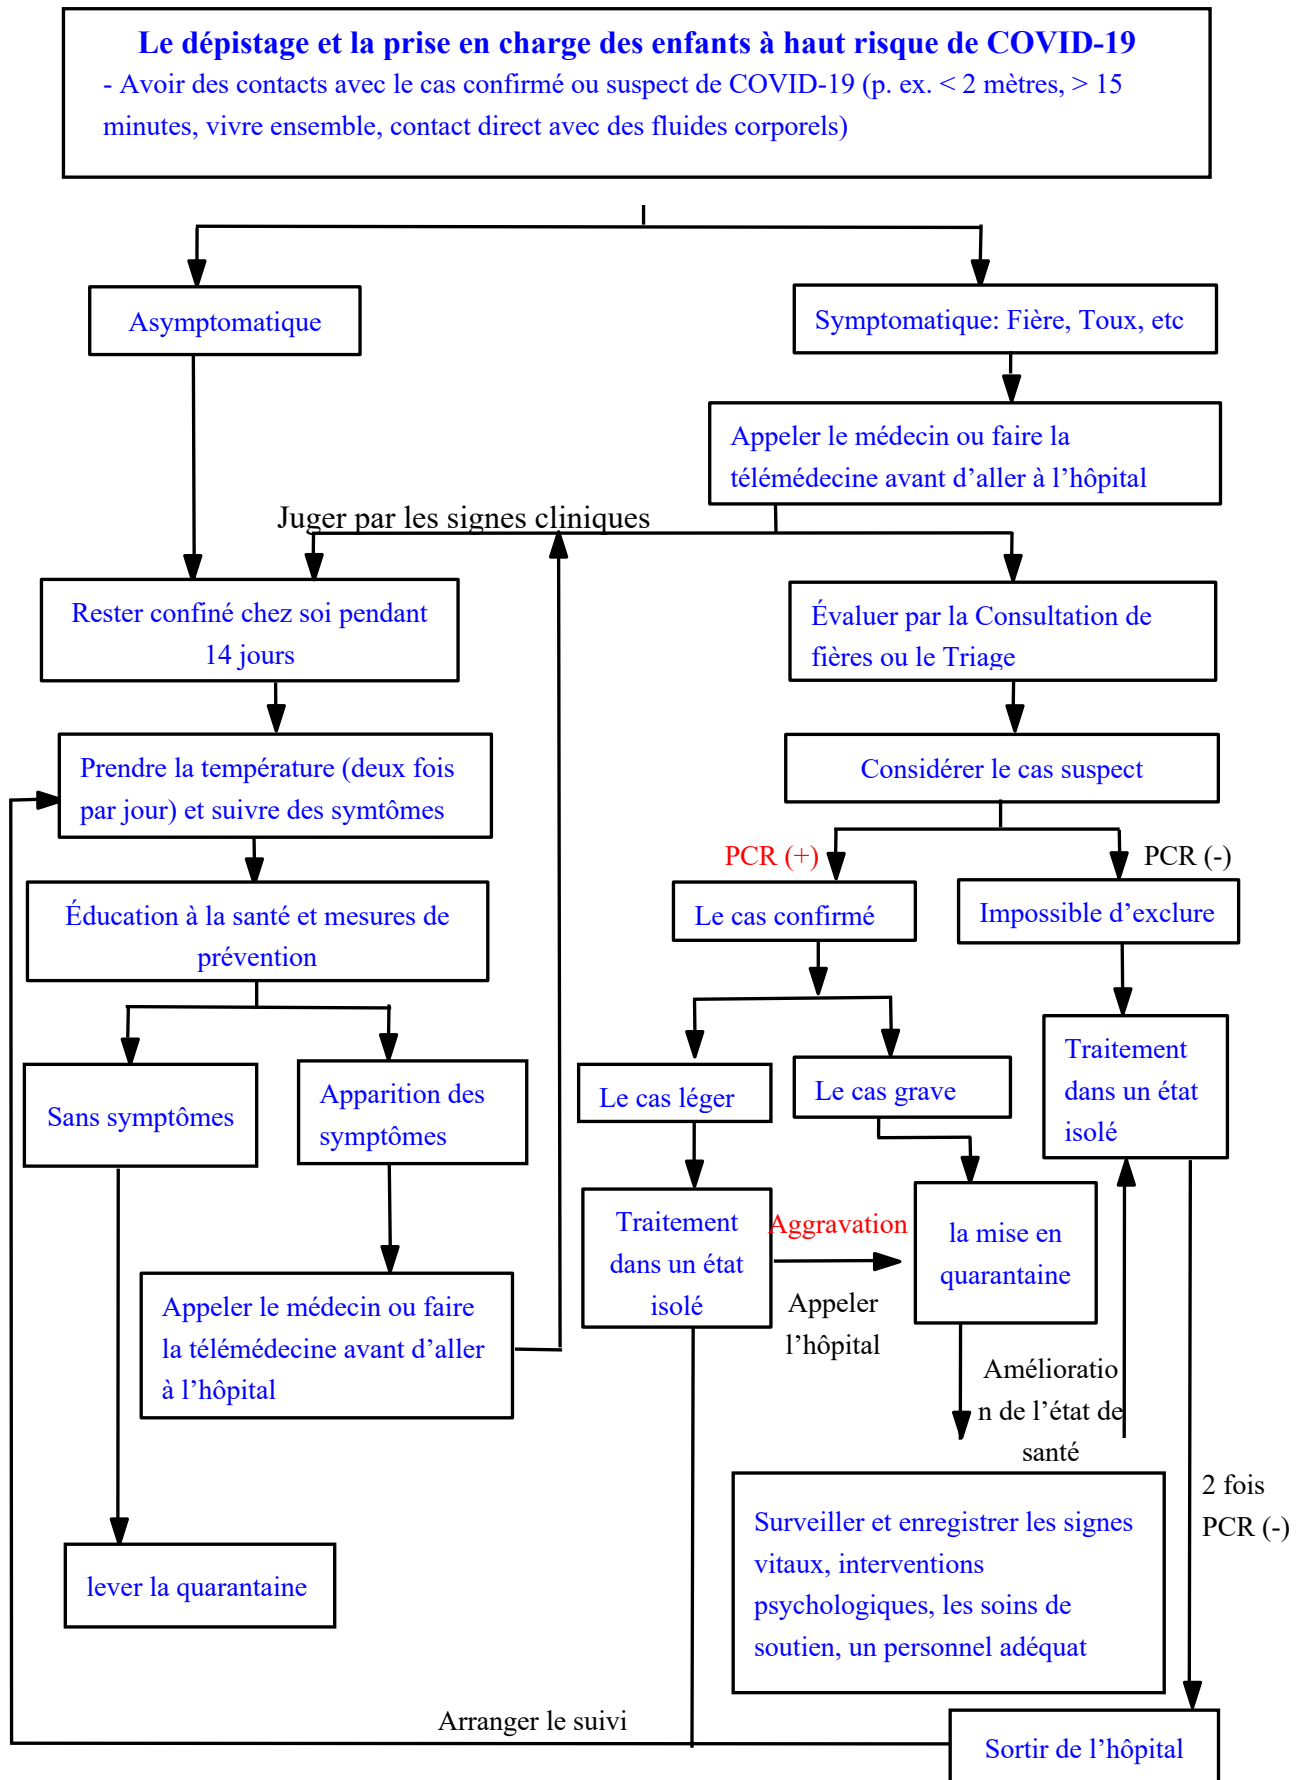 Le dépistage et la prise en charge des enfants à haut risque de COVID-19
- Avoir des contacts avec le cas confirmé ou suspect de COVID-19 (p. ex. < 2 mètres, > 15
minutes, vivre ensemble, contact direct avec des fluides corporels)
Asymptomatique
Symptomatique: Fière, Toux, etc
Appeler le médecin ou faire la
télémédecine avant d’aller à l’hôpital
Juger par les signes cliniques
Rester confiné chez soi pendant
14 jours
Évaluer par la Consultation de
fières ou le Triage
Prendre la température (deux fois
par jour) et suivre des symtômes
Considérer le cas suspect
PCR (+)
PCR (-)
Éducation à la santé et mesures de
prévention
Le cas confirmé
Impossible d’exclure
Sans symptômes
Apparition des
symptômes
Le cas léger
Le cas grave
Traitement
dans un état
isolé
Traitement
dans un état
isolé
Aggravation
Appeler
l’hôpital
la mise en
quarantaine
Appeler le médecin ou faire
la télémédecine avant d’aller
à l’hôpital
Amélioratio
n de l’état de
santé
2 fois
PCR (-)
Surveiller et enregistrer les signes
vitaux, interventions
psychologiques, les soins de
soutien, un personnel adéquat
lever la quarantaine
Arranger le suivi
Sortir de l’hôpital